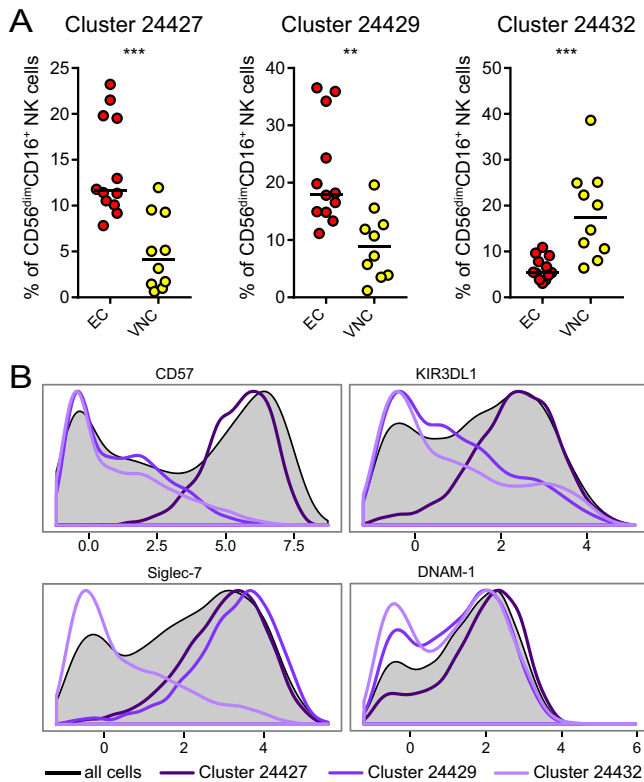 A
Cluster 24427
Cluster 24429
Cluster 24432
***
**
***
% of CD56dimCD16+ NK cells
25
20
15
10
5
0
EC
VNC
% of CD56dimCD16+ NK cells
40
30
20
10
0
EC
VNC
% of CD56dimCD16+ NK cells
50
40
30
20
10
0
EC
VNC
B
CD57
KIR3DL1
0.0 2.5 5.0 7.5
0 2 4
Siglec-7
DNAM-1
0 2 4
0 2 4 6
all cells Cluster 24427 Cluster 24429 Cluster 24432